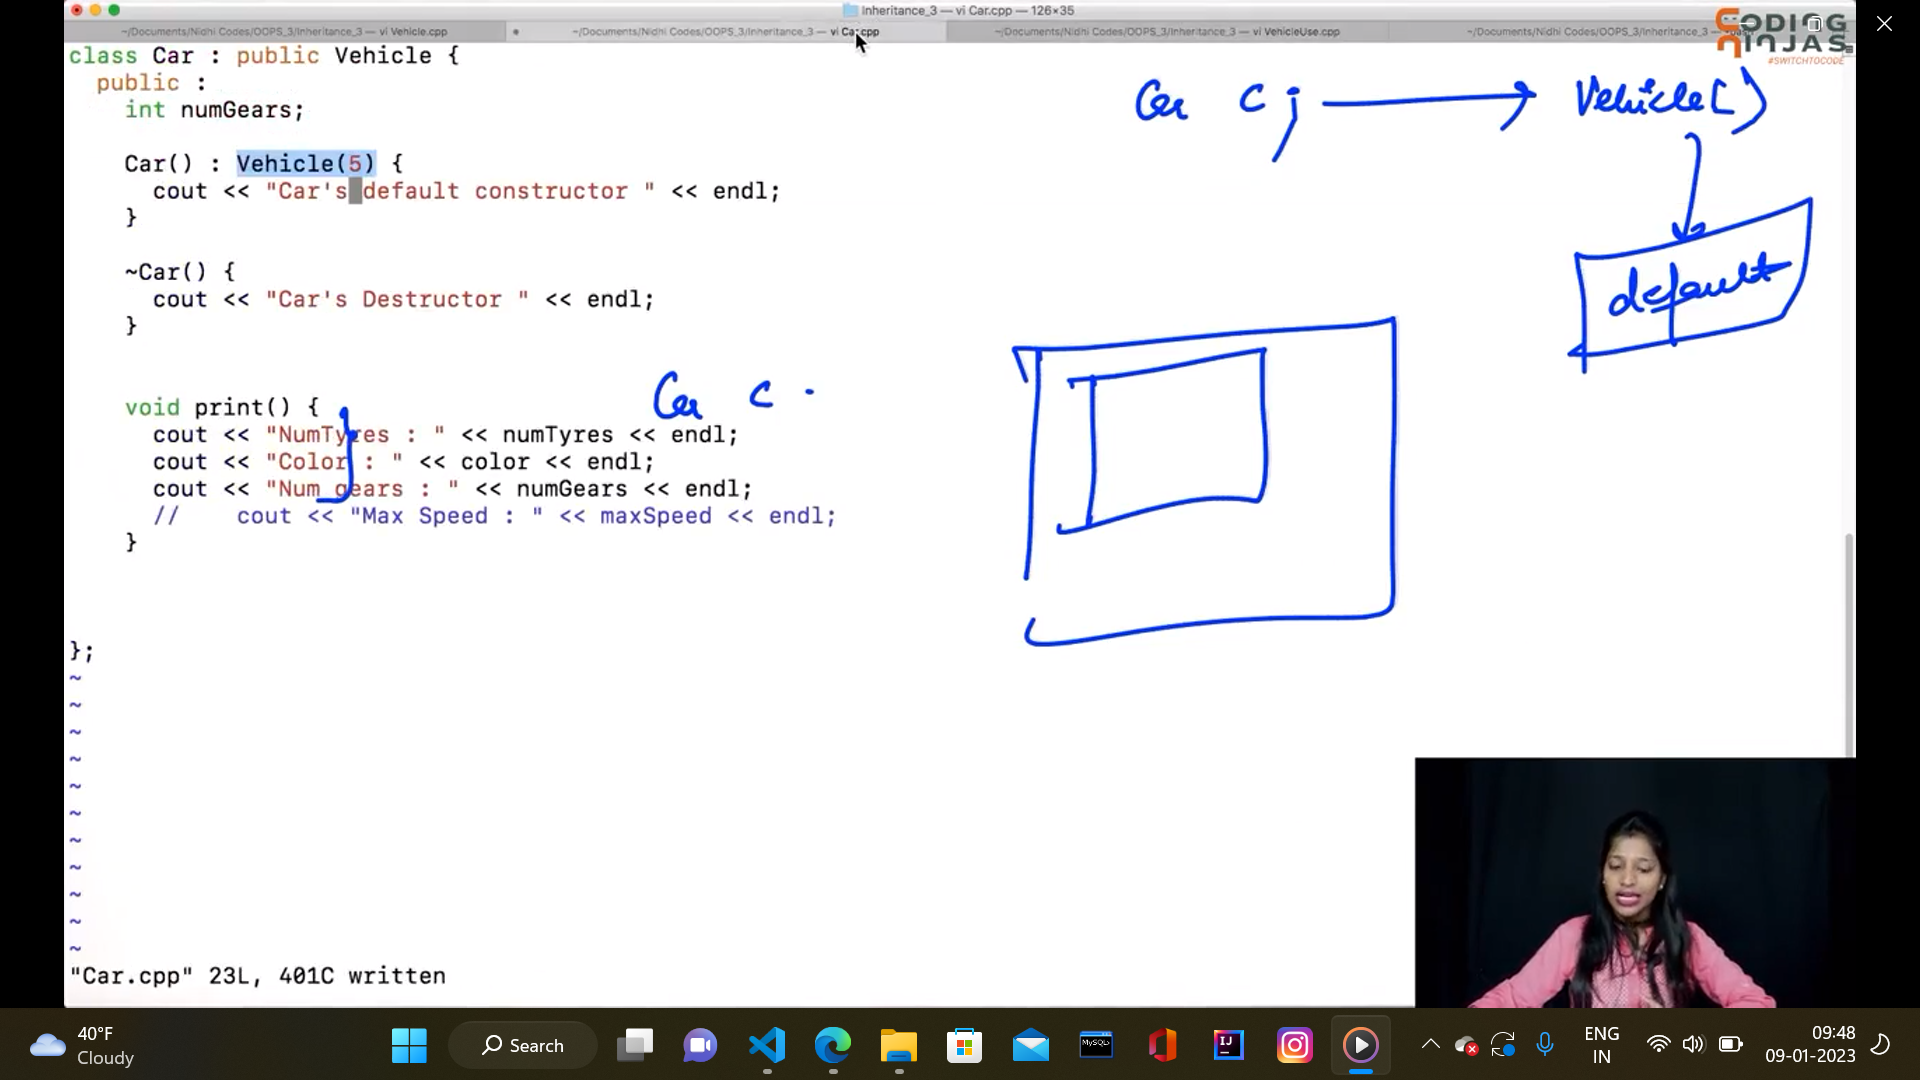 Inheritance_3 — vi Car.cpp — 126×35
~/Documents/Nidhi Codes/OOPS_3/Inheritance_3 — vi Vehicle.cpp
~/Documents/Nidhi Codes/OOPS_3/Inheritance_3 — vi Car.cpp
~/Documents/Nidhi Codes/OOPS_3/Inheritance_3 — vi VehicleUse.cpp
~/Documents/Nidhi Codes/OOPS_3/Inheritance_3 —
CODING
NINJAS
#SWITCHTOCODE
class Car : public Vehicle {
public :
int numGears;
Car() : Vehicle(5) {
cout << "Car's default constructor " << endl;
}
~Car() {
cout << "Car's Destructor " << endl;
}
void print() {
cout << "NumTyres : " << numTyres << endl;
cout << "Color : " << color << endl;
cout << "Num gears : " << numGears << endl;
//    cout << "Max Speed : " << maxSpeed << endl;
}
};
~
~
~
~
~
~
~
~
~
~
~
"Car.cpp" 23L, 401C written
Car c ; Vehicle( )
default
Car c .
40°F
Cloudy
Search
MySQL
IJ
ENG
IN
09:48
09-01-2023